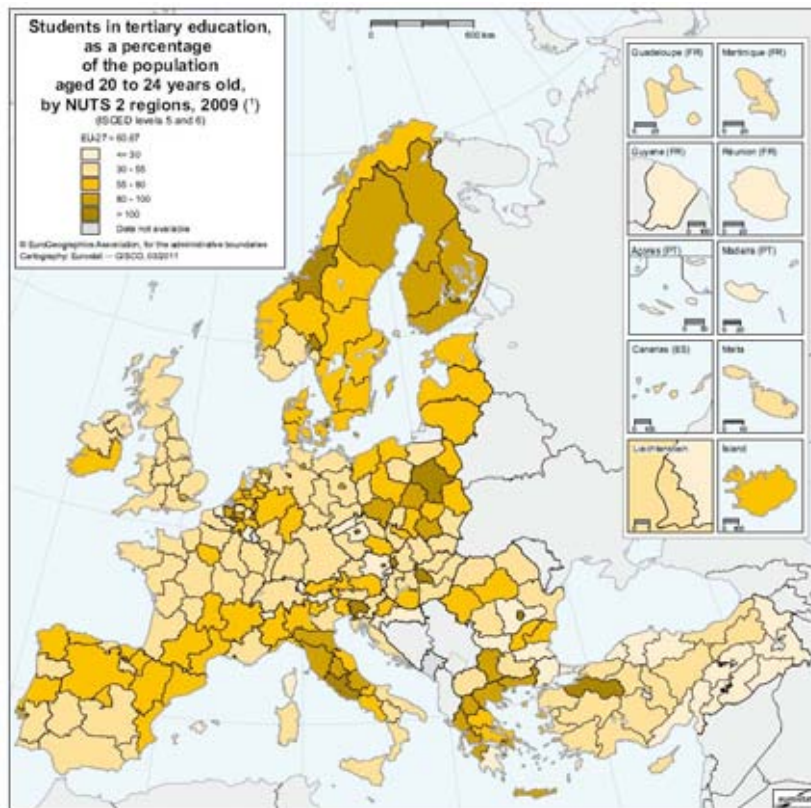 Students in tertiary education,
as a percentage
of the population
aged 20 to 24 years old,
by NUTS 2 regions, 2009 (¹)
(ISCED levels 5 and 6)
EU-27 = 60.67
<= 30
30 - 55
55 - 80
80 - 100
> 100
Data not available
© EuroGeographics Association, for the administrative boundaries
Cartography: Eurostat — GISCO, 03/2011
600 km
Guadeloupe (FR)
Martinique (FR)
Guyane (FR)
Réunion (FR)
Açores (PT)
Madeira (PT)
Canarias (ES)
Malta
Liechtenstein
Island